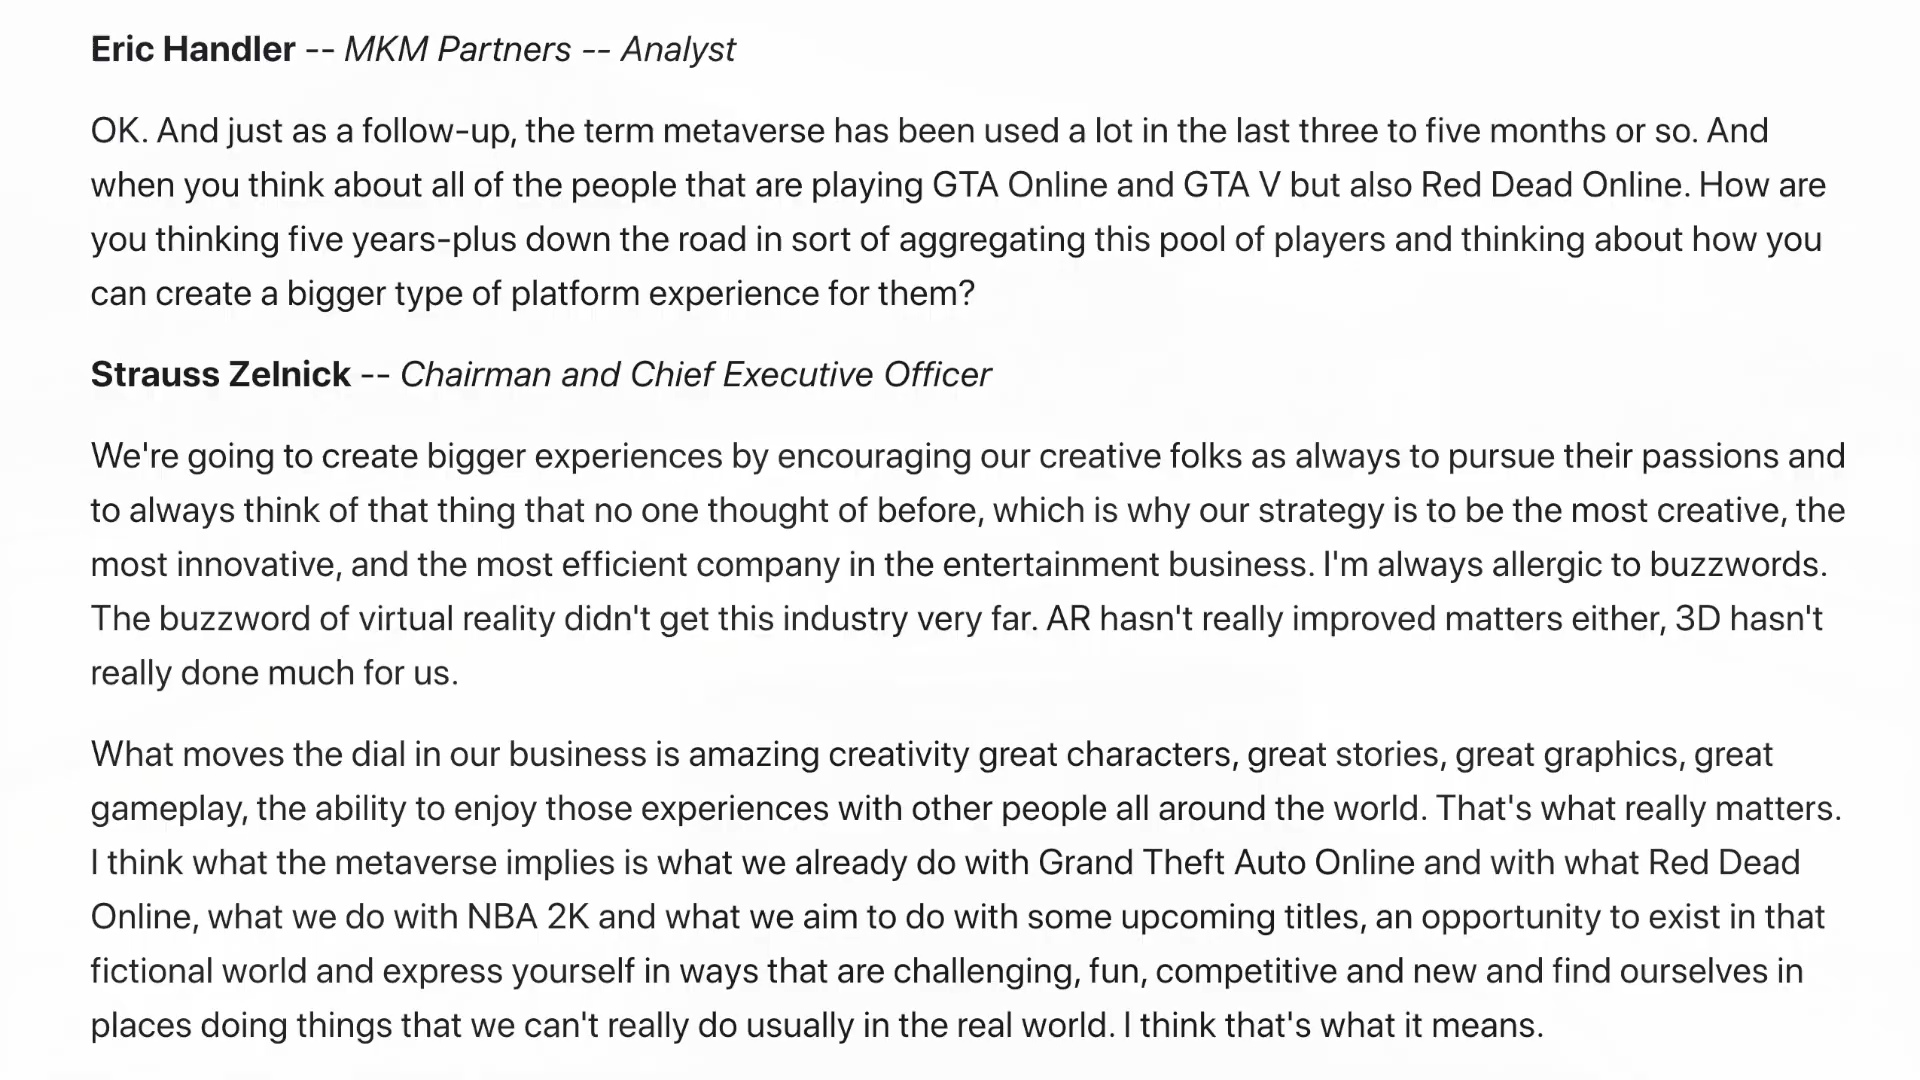 Eric Handler -- MKM Partners -- Analyst
OK. And just as a follow-up, the term metaverse has been used a lot in the last three to five months or so. And
when you think about all of the people that are playing GTA Online and GTA V but also Red Dead Online. How are
you thinking five years-plus down the road in sort of aggregating this pool of players and thinking about how you
can create a bigger type of platform experience for them?
Strauss Zelnick -- Chairman and Chief Executive Officer
We're going to create bigger experiences by encouraging our creative folks as always to pursue their passions and
to always think of that thing that no one thought of before, which is why our strategy is to be the most creative, the
most innovative, and the most efficient company in the entertainment business. I'm always allergic to buzzwords.
The buzzword of virtual reality didn't get this industry very far. AR hasn't really improved matters either, 3D hasn't
really done much for us.
What moves the dial in our business is amazing creativity great characters, great stories, great graphics, great
gameplay, the ability to enjoy those experiences with other people all around the world. That's what really matters.
I think what the metaverse implies is what we already do with Grand Theft Auto Online and with what Red Dead
Online, what we do with NBA 2K and what we aim to do with some upcoming titles, an opportunity to exist in that
fictional world and express yourself in ways that are challenging, fun, competitive and new and find ourselves in
places doing things that we can't really do usually in the real world. I think that's what it means.